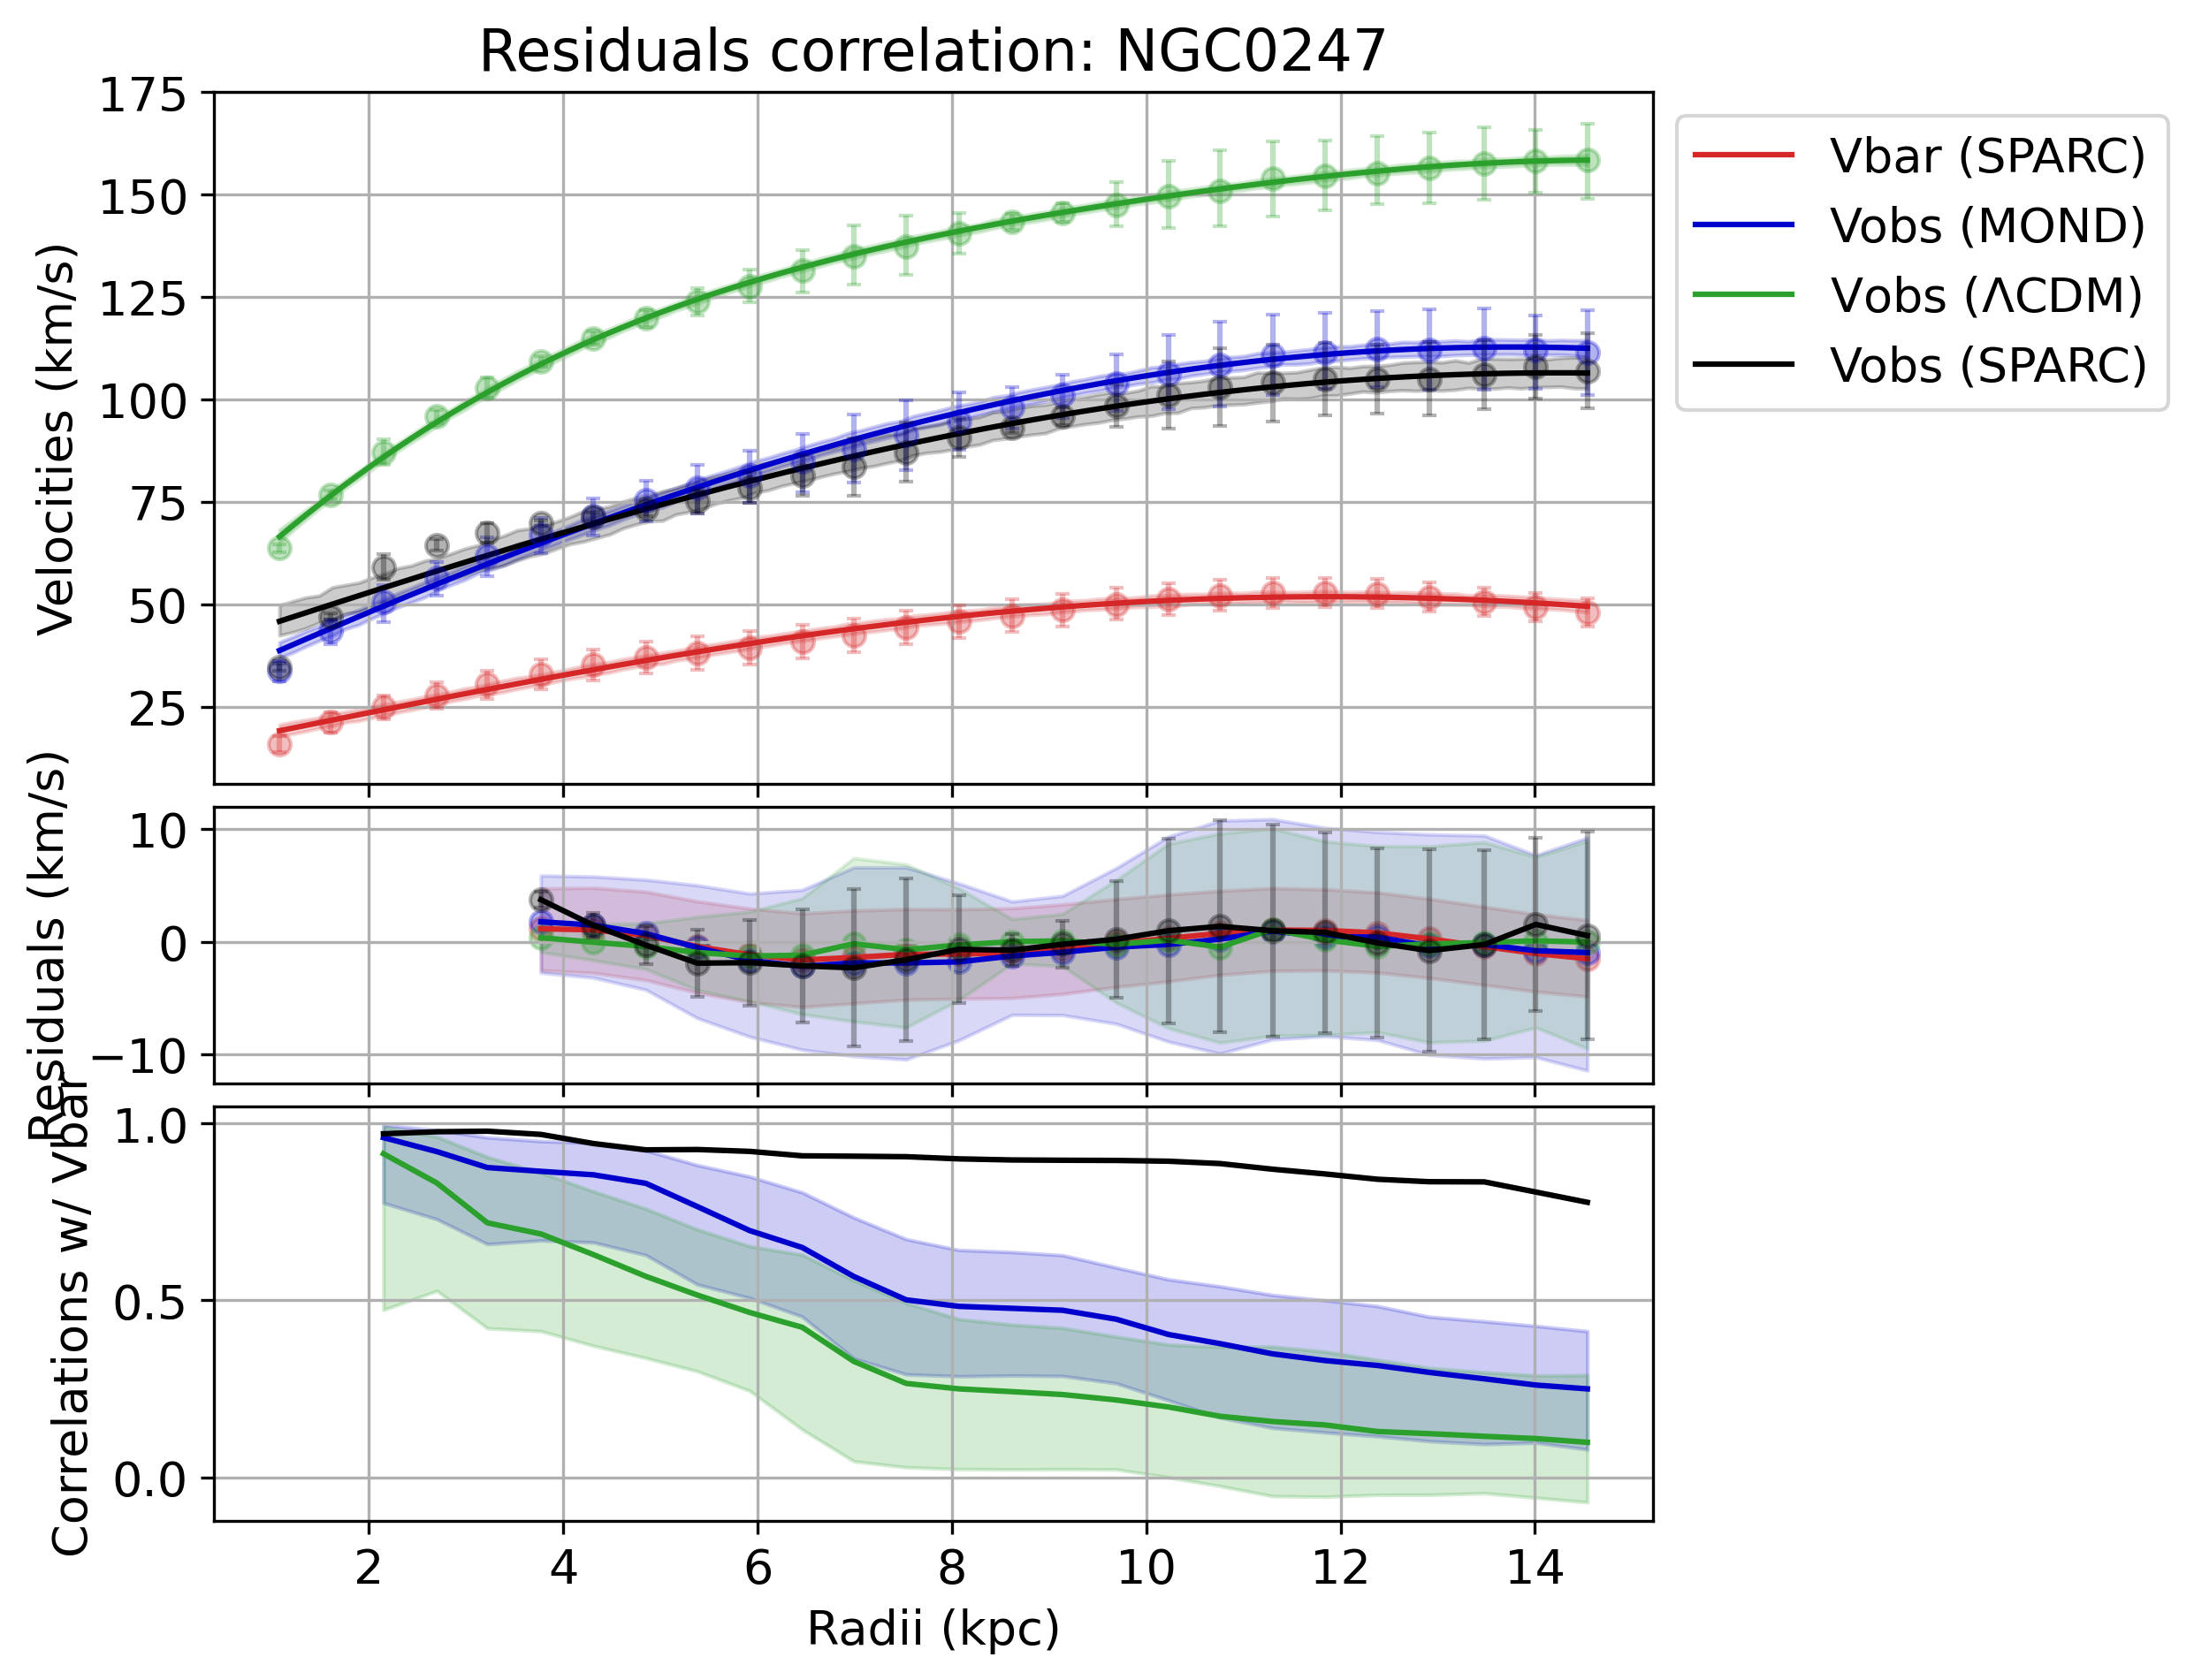 Residuals correlation: NGC0247
175
150
125
100
75
50
25
Velocities (km/s)
Vbar (SPARC)
Vobs (MOND)
Vobs (ΛCDM)
Vobs (SPARC)
10
0
−10
Residuals (km/s)
1.0
0.5
0.0
Correlations w/ Vbar
2 4 6 8 10 12 14
Radii (kpc)